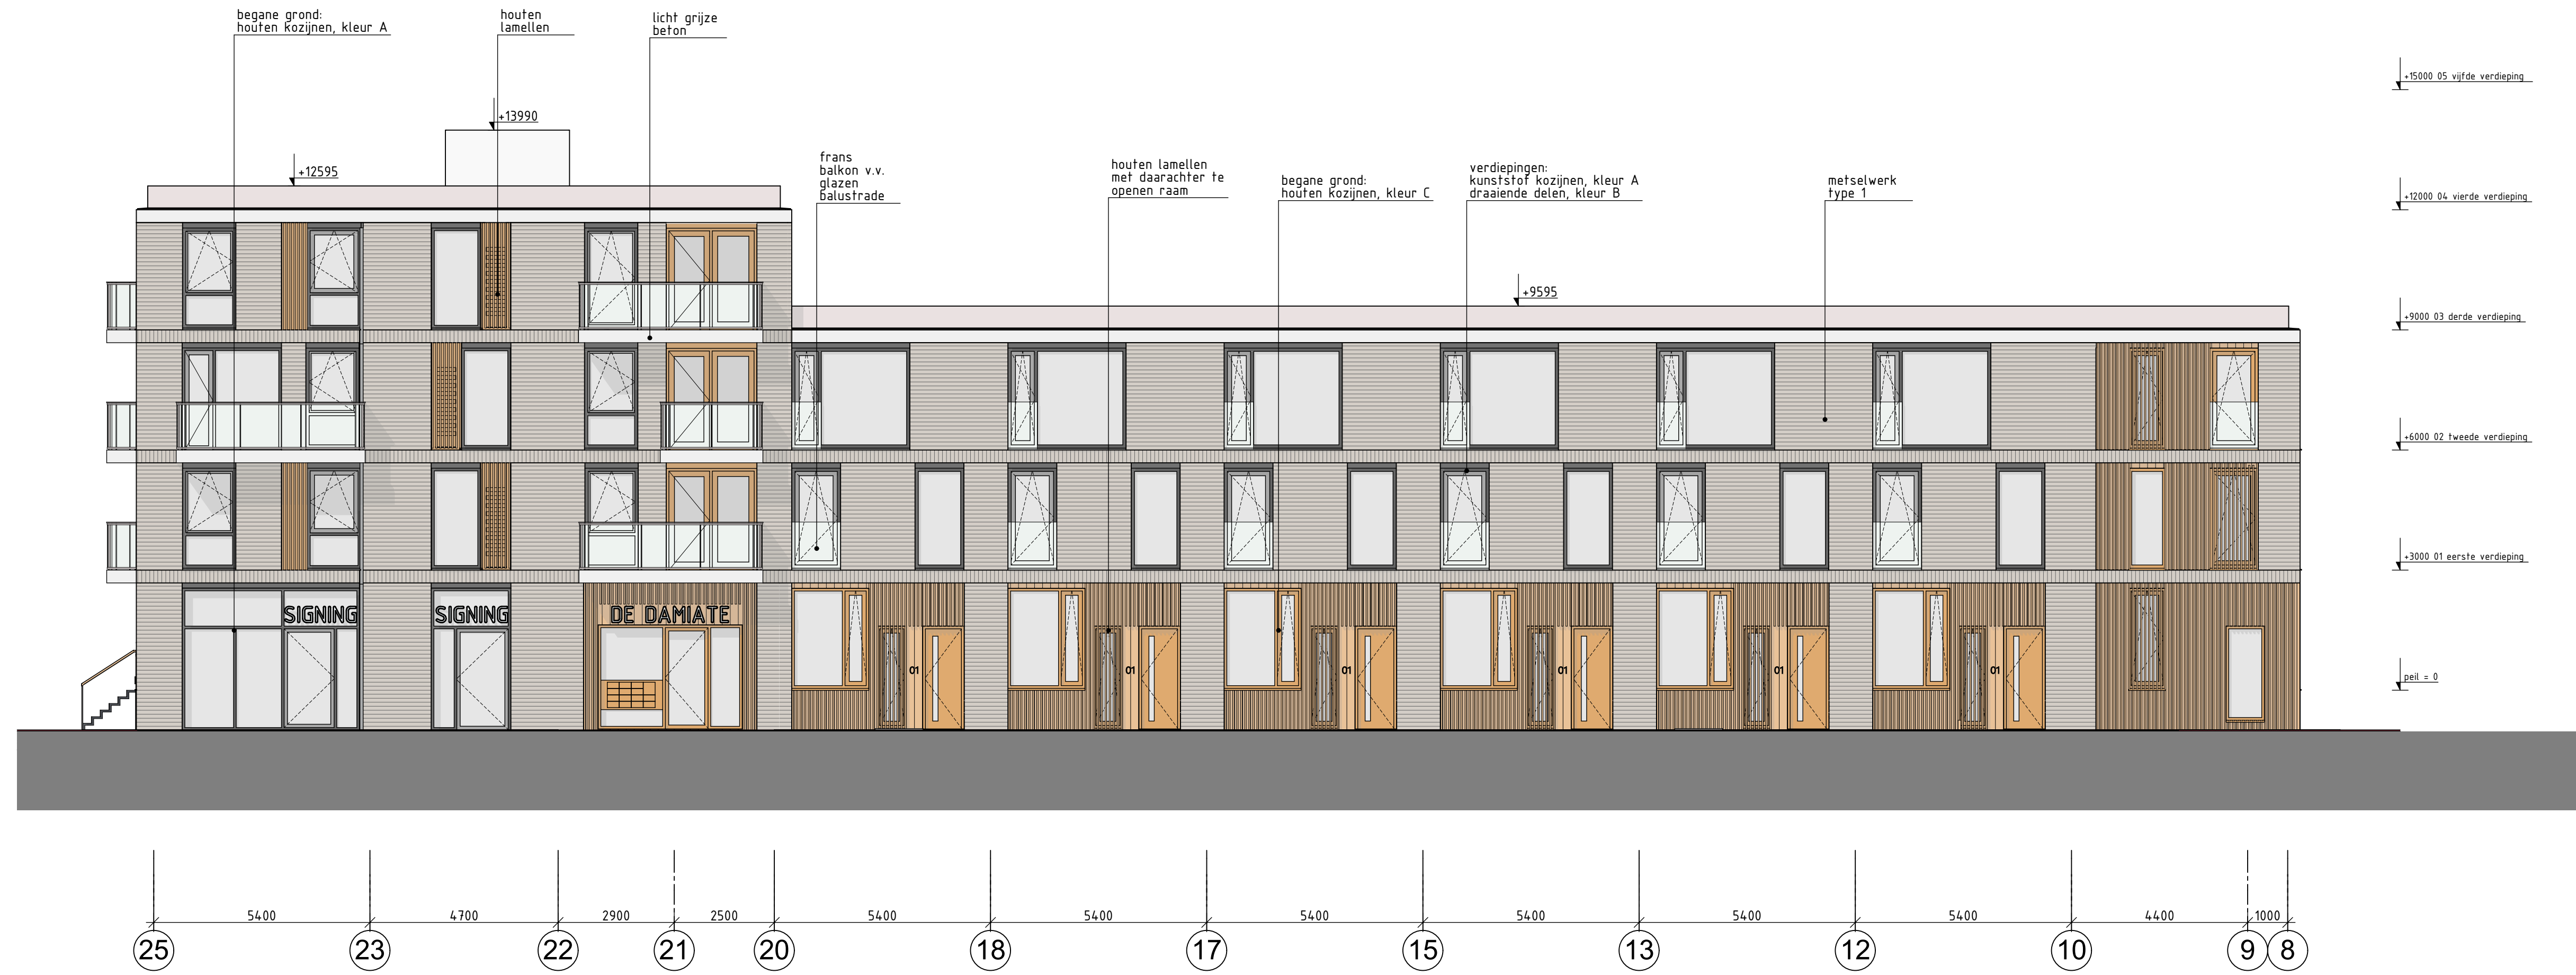 begane grond:
houten kozijnen, kleur A
houten
lamellen
licht grijze
beton
+15000 05 vijfde verdieping
+13990
+12595
frans
balkon v.v.
glazen
balustrade
houten lamellen
met daarachter te
openen raam
begane grond:
houten kozijnen, kleur C
verdiepingen:
kunststof kozijnen, kleur A
draaiende delen, kleur B
metselwerk
type 1
+12000 04 vierde verdieping
+9595
+9000 03 derde verdieping
+6000 02 tweede verdieping
+3000 01 eerste verdieping
SIGNING
SIGNING
DE DAMIATE
01
01
01
01
01
01
peil = 0
5400
4700
2900
2500
5400
5400
5400
5400
5400
5400
4400
1000
25
23
22
21
20
18
17
15
13
12
10
9
8